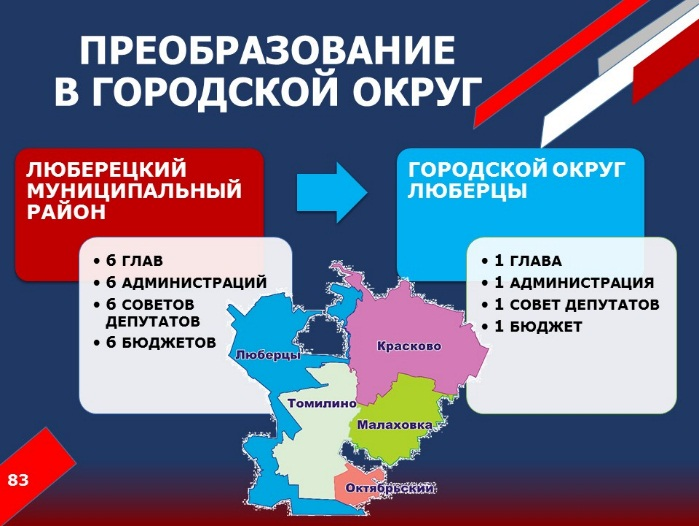 ПРЕОБРАЗОВАНИЕ
В ГОРОДСКОЙ ОКРУГ
ЛЮБЕРЕЦКИЙ
МУНИЦИПАЛЬНЫЙ
РАЙОН
• 6 ГЛАВ
• 6 АДМИНИСТРАЦИЙ
• 6 СОВЕТОВ
ДЕПУТАТОВ
• 6 БЮДЖЕТОВ
ГОРОДСКОЙ ОКРУГ
ЛЮБЕРЦЫ
• 1 ГЛАВА
• 1 АДМИНИСТРАЦИЯ
• 1 СОВЕТ ДЕПУТАТОВ
• 1 БЮДЖЕТ
Люберцы
Красково
Томилино
Малаховка
Октябрьский
83